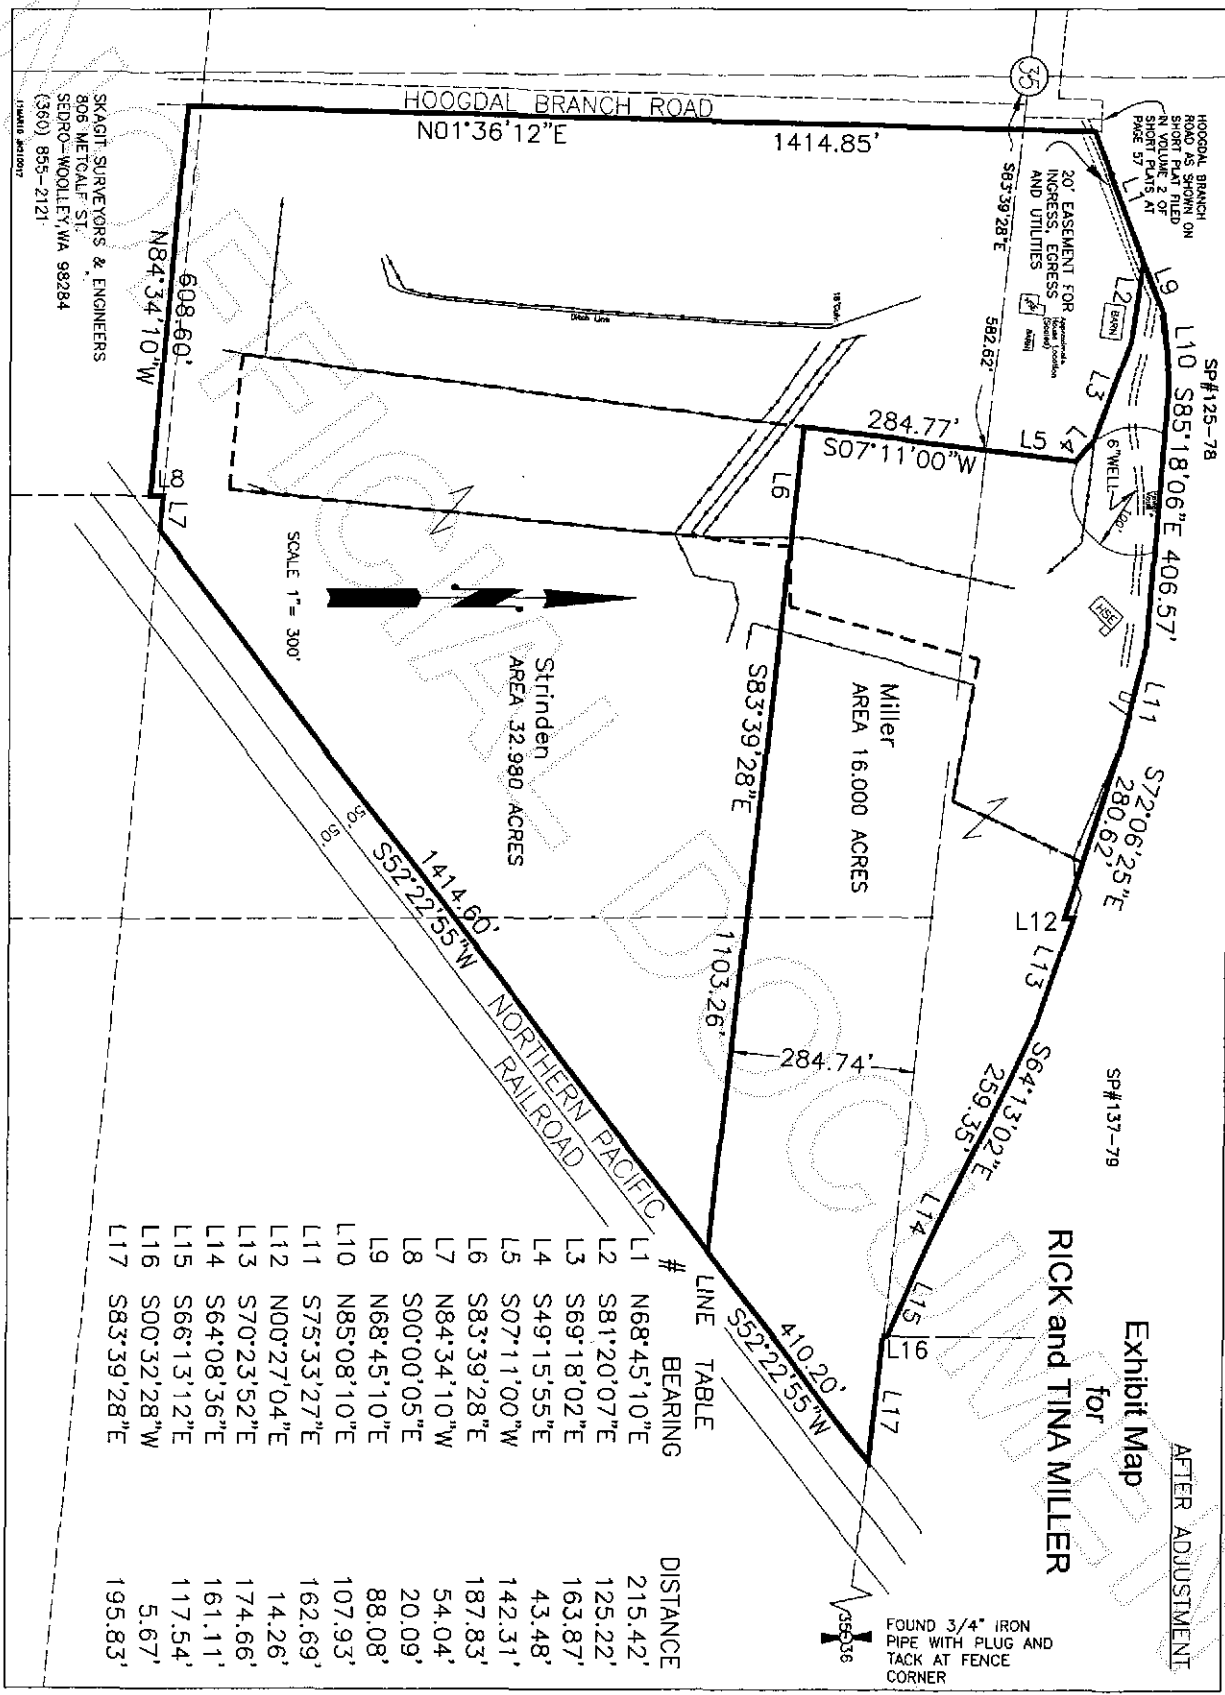 AFTER ADJUSTMENT
Exhibit Map
for
RICK and TINA MILLER
SP#125-78
SP#137-79
HOOGDAL BRANCH
ROAD AS SHOWN ON
SHORT PLAT FILED
IN VOLUME 2 OF
SHORT PLATS AT
PAGE 57
35
HOOGDAL BRANCH ROAD
N01°36'12"E
1414.85'
20' EASEMENT FOR
INGRESS, EGRESS
AND UTILITIES
S83°39'28"E
582.62'
Approximate
House Location
(Scaled)
BARN
L1
L9
L2
L3
L4
L5
L10
S85°18'06"E 406.57'
6"WELL
100'
HSE
L11
S72°06'25"E
280.62'
L12
L13
S64°13'02"E
259.35'
L14
L15
L16
L17
284.77'
S07°11'00"W
L6
Ditch Line
18"Culv.
Miller
AREA 16.000 ACRES
S83°39'28"E
1103.26'
284.74'
Strinden
AREA 32.980 ACRES
SCALE 1"= 300'
608.60'
N84°34'10"W
L8
L7
50'
50'
1414.60'
S52°22'55"W
NORTHERN PACIFIC
RAILROAD
410.20'
S52°22'55"W
FOUND 3/4" IRON
PIPE WITH PLUG AND
TACK AT FENCE
CORNER
35 36
LINE TABLE
# BEARING DISTANCE
L1 N68°45'10"E 215.42'
L2 S81°20'07"E 125.22'
L3 S69°18'02"E 163.87'
L4 S49°15'55"E 43.48'
L5 S07°11'00"W 142.31'
L6 S83°39'28"E 187.83'
L7 N84°34'10"W 54.04'
L8 S00°00'05"E 20.09'
L9 N68°45'10"E 88.08'
L10 N85°08'10"E 107.93'
L11 S75°33'27"E 162.69'
L12 N00°27'04"E 14.26'
L13 S70°23'52"E 174.66'
L14 S64°08'36"E 161.11'
L15 S66°13'12"E 117.54'
L16 S00°32'28"W 5.67'
L17 S83°39'28"E 195.83'
SKAGIT SURVEYORS & ENGINEERS
806 METCALF ST.
SEDRO-WOOLLEY, WA 98284
(360) 855-2121
UNOFFICIAL DOCUMENT